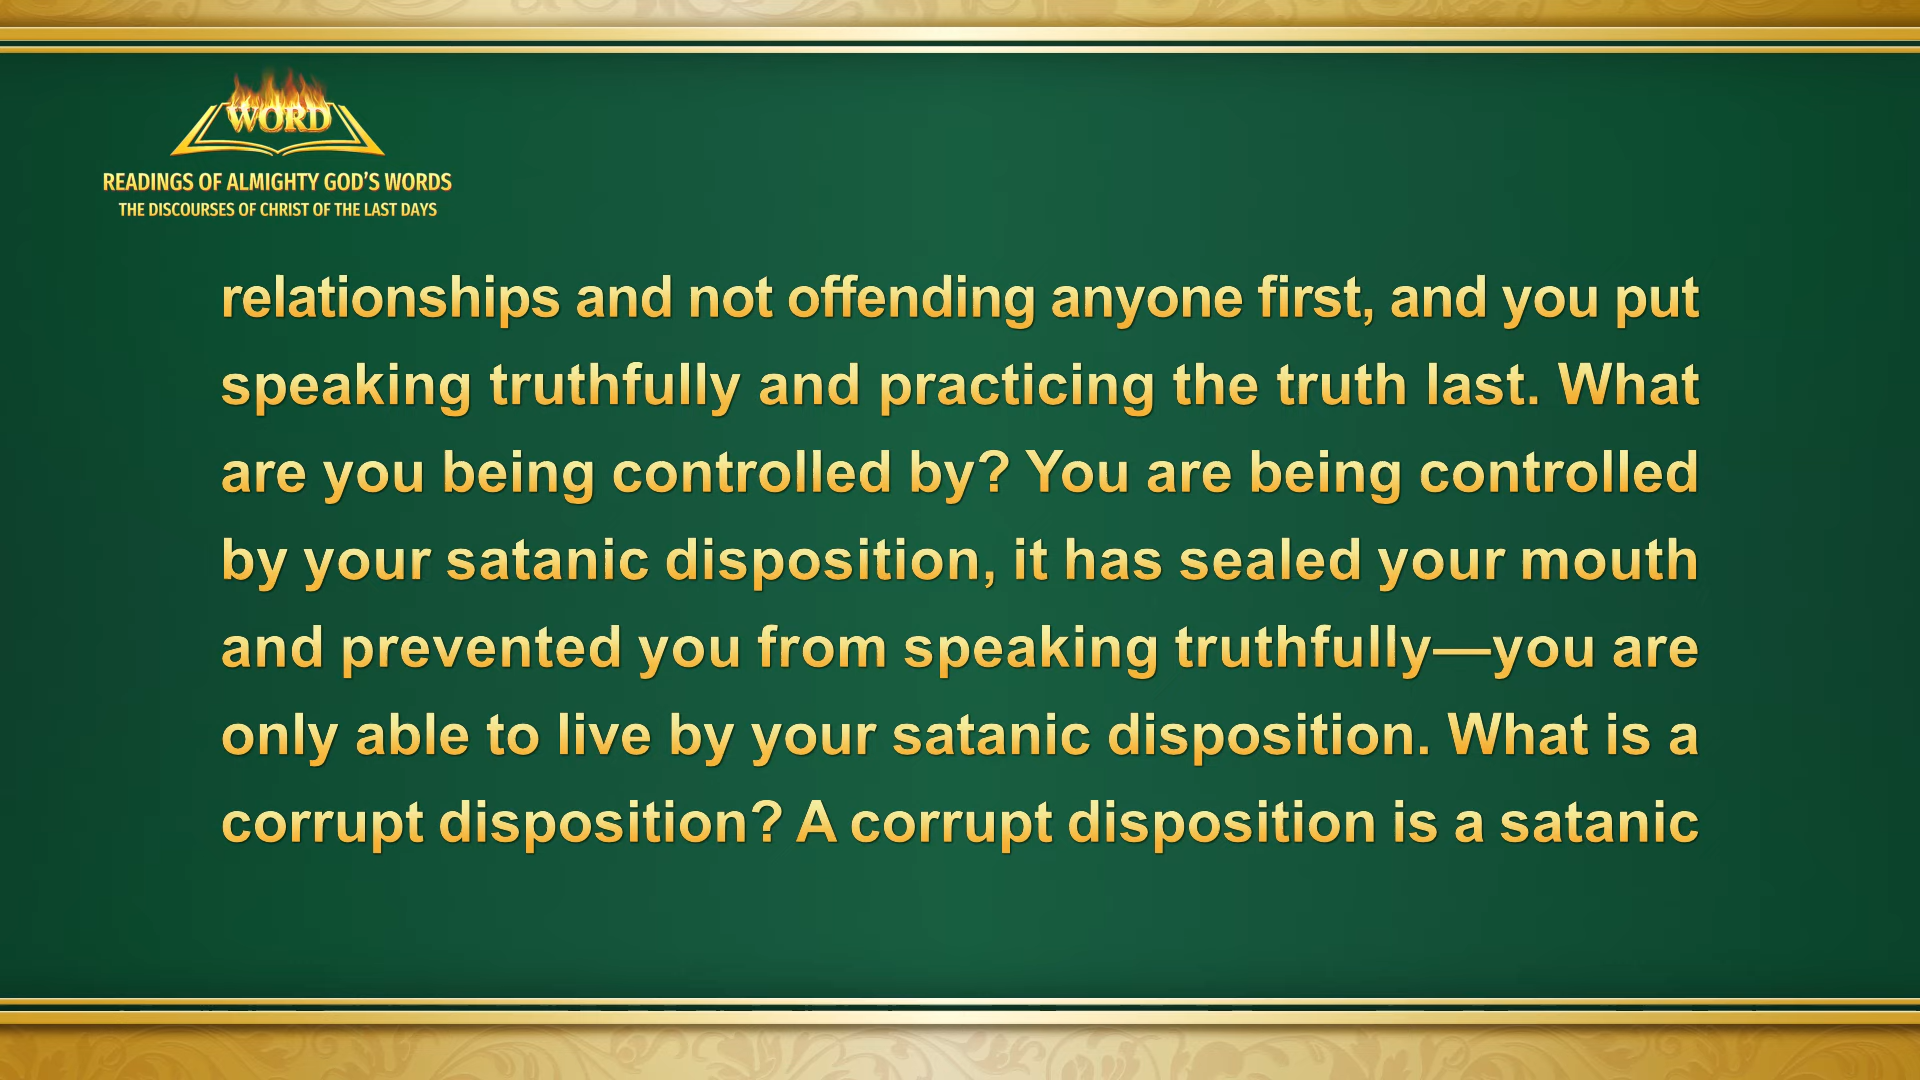 WORD
READINGS OF ALMIGHTY GOD’S WORDS
THE DISCOURSES OF CHRIST OF THE LAST DAYS
relationships and not offending anyone first, and you put
speaking truthfully and practicing the truth last. What
are you being controlled by? You are being controlled
by your satanic disposition, it has sealed your mouth
and prevented you from speaking truthfully—you are
only able to live by your satanic disposition. What is a
corrupt disposition? A corrupt disposition is a satanic